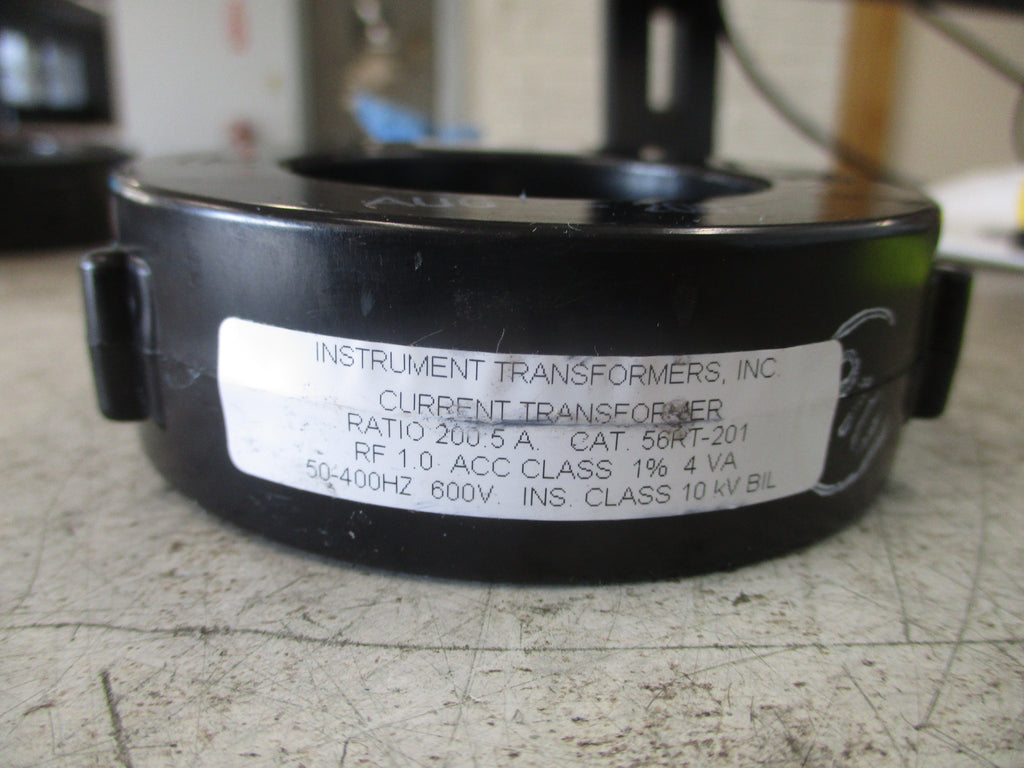 AUG
INSTRUMENT TRANSFORMERS, INC.
CURRENT TRANSFORMER
RATIO 200:5 A. CAT. 56RT-201
RF 1.0 ACC CLASS 1% 4 VA
50-400HZ 600V. INS. CLASS 10 kV BIL